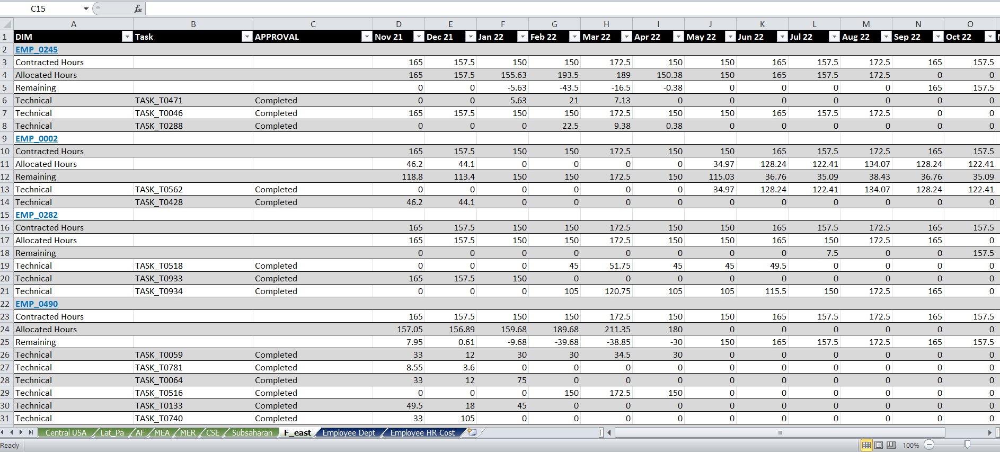 C15 fx
A B C D E F G H I J K L M N O
1 DIM Task APPROVAL Nov 21 Dec 21 Jan 22 Feb 22 Mar 22 Apr 22 May 22 Jun 22 Jul 22 Aug 22 Sep 22 Oct 22
2 EMP_0245
3 Contracted Hours 165 157.5 150 150 172.5 150 150 165 157.5 172.5 165 157.5
4 Allocated Hours 165 157.5 155.63 193.5 189 150.38 150 165 157.5 172.5 0 0
5 Remaining 0 0 -5.63 -43.5 -16.5 -0.38 0 0 0 0 165 157.5
6 Technical TASK_T0471 Completed 0 0 5.63 21 7.13 0 0 0 0 0 0 0
7 Technical TASK_T0046 Completed 165 157.5 150 150 172.5 150 150 165 157.5 172.5 0 0
8 Technical TASK_T0288 Completed 0 0 0 22.5 9.38 0.38 0 0 0 0 0 0
9 EMP_0002
10 Contracted Hours 165 157.5 150 150 172.5 150 150 165 157.5 172.5 165 157.5
11 Allocated Hours 46.2 44.1 0 0 0 0 34.97 128.24 122.41 134.07 128.24 122.41
12 Remaining 118.8 113.4 150 150 172.5 150 115.03 36.76 35.09 38.43 36.76 35.09
13 Technical TASK_T0562 Completed 0 0 0 0 0 0 34.97 128.24 122.41 134.07 128.24 122.41
14 Technical TASK_T0428 Completed 46.2 44.1 0 0 0 0 0 0 0 0 0 0
15 EMP_0282
16 Contracted Hours 165 157.5 150 150 172.5 150 150 165 157.5 172.5 165 157.5
17 Allocated Hours 165 157.5 150 150 172.5 150 150 165 150 172.5 165 0
18 Remaining 0 0 0 0 0 0 0 0 7.5 0 0 157.5
19 Technical TASK_T0518 Completed 0 0 0 45 51.75 45 45 49.5 0 0 0 0
20 Technical TASK_T0933 Completed 165 157.5 150 0 0 0 0 0 0 0 0 0
21 Technical TASK_T0934 Completed 0 0 0 105 120.75 105 105 115.5 150 172.5 165 0
22 EMP_0490
23 Contracted Hours 165 157.5 150 150 172.5 150 150 165 157.5 172.5 165 157.5
24 Allocated Hours 157.05 156.89 159.68 189.68 211.35 180 0 0 0 0 0 0
25 Remaining 7.95 0.61 -9.68 -39.68 -38.85 -30 150 165 157.5 172.5 165 157.5
26 Technical TASK_T0059 Completed 33 12 30 30 34.5 30 0 0 0 0 0 0
27 Technical TASK_T0781 Completed 8.55 3.6 0 0 0 0 0 0 0 0 0 0
28 Technical TASK_T0064 Completed 33 12 75 0 0 0 0 0 0 0 0 0
29 Technical TASK_T0516 Completed 0 0 0 150 172.5 150 0 0 0 0 0 0
30 Technical TASK_T0133 Completed 49.5 18 45 0 0 0 0 0 0 0 0 0
31 Technical TASK_T0740 Completed 33 105 0 0 0 0 0 0 0 0 0 0
Central USA Lat_Pa AF MEA MER CSE Subsaharan F_east Employee Dept Employee HR Cost
Ready 100%